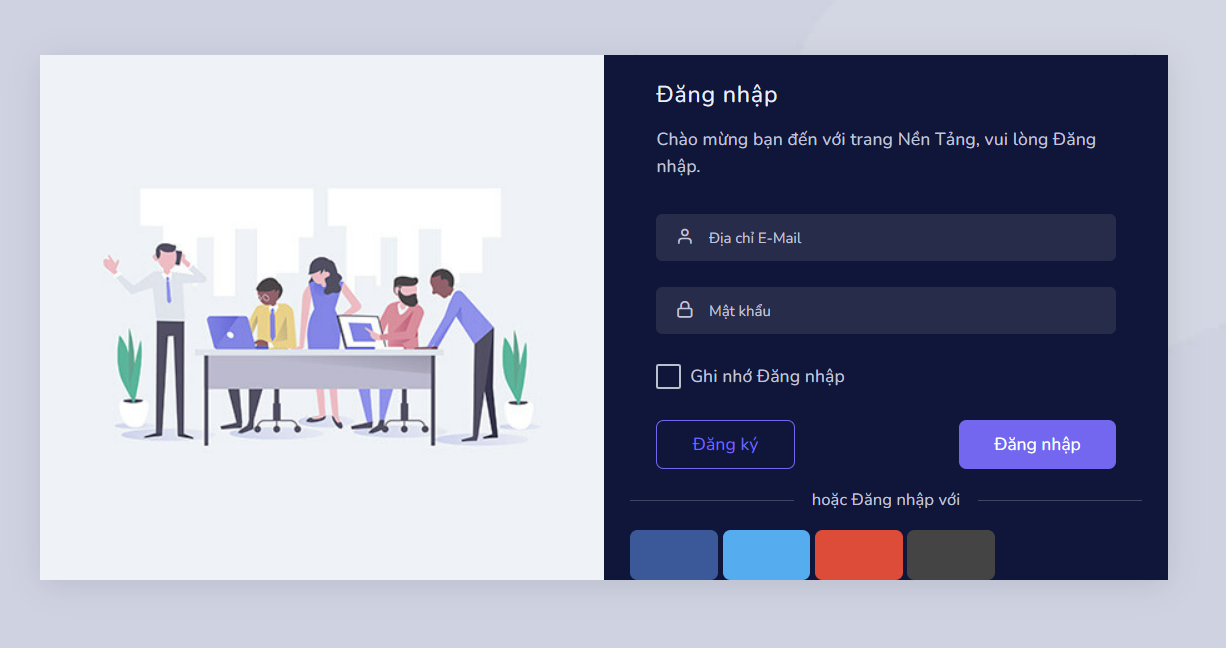 Đăng nhập
Chào mừng bạn đến với trang Nền Tảng, vui lòng Đăng
nhập.
Địa chỉ E-Mail
Mật khẩu
Ghi nhớ Đăng nhập
Đăng ký
Đăng nhập
hoặc Đăng nhập với